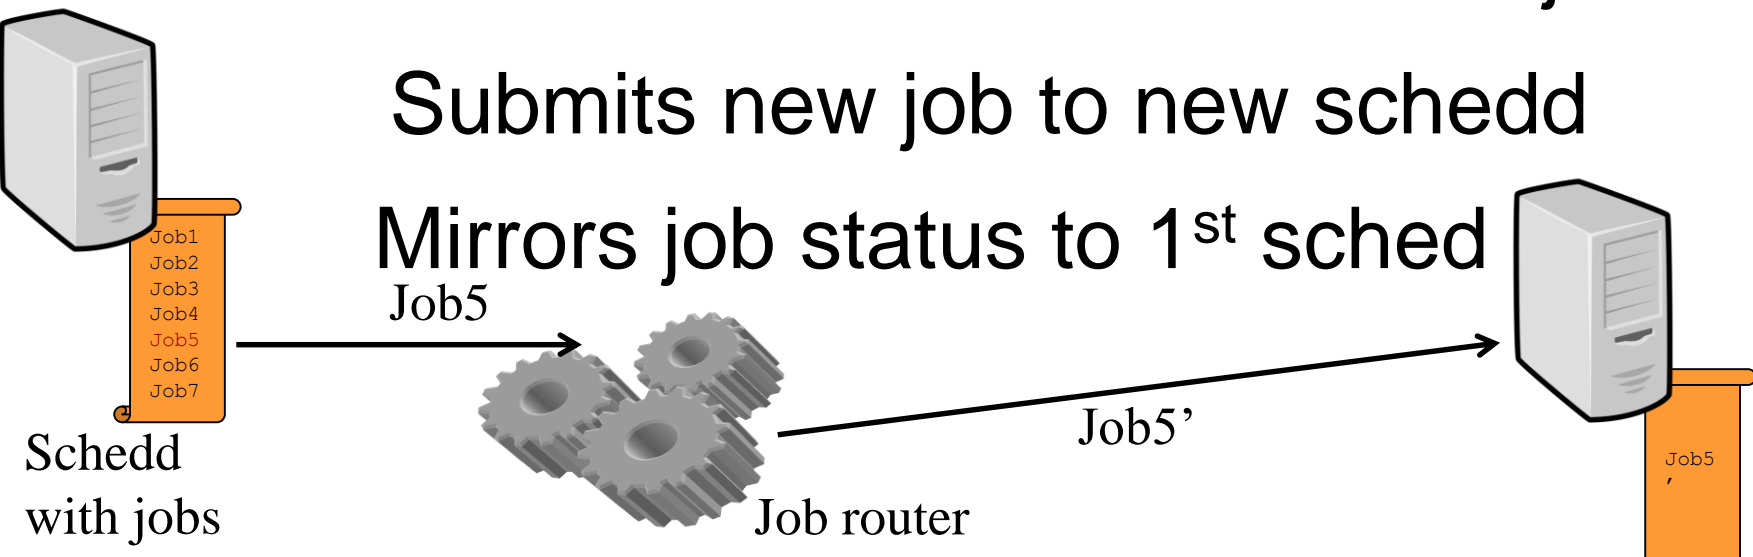 Submits new job to new schedd
Mirrors job status to 1st sched
Job1
Job2
Job3
Job4
Job5
Job6
Job7
Job5
Schedd
with jobs
Job router
Job5’
Job5
’